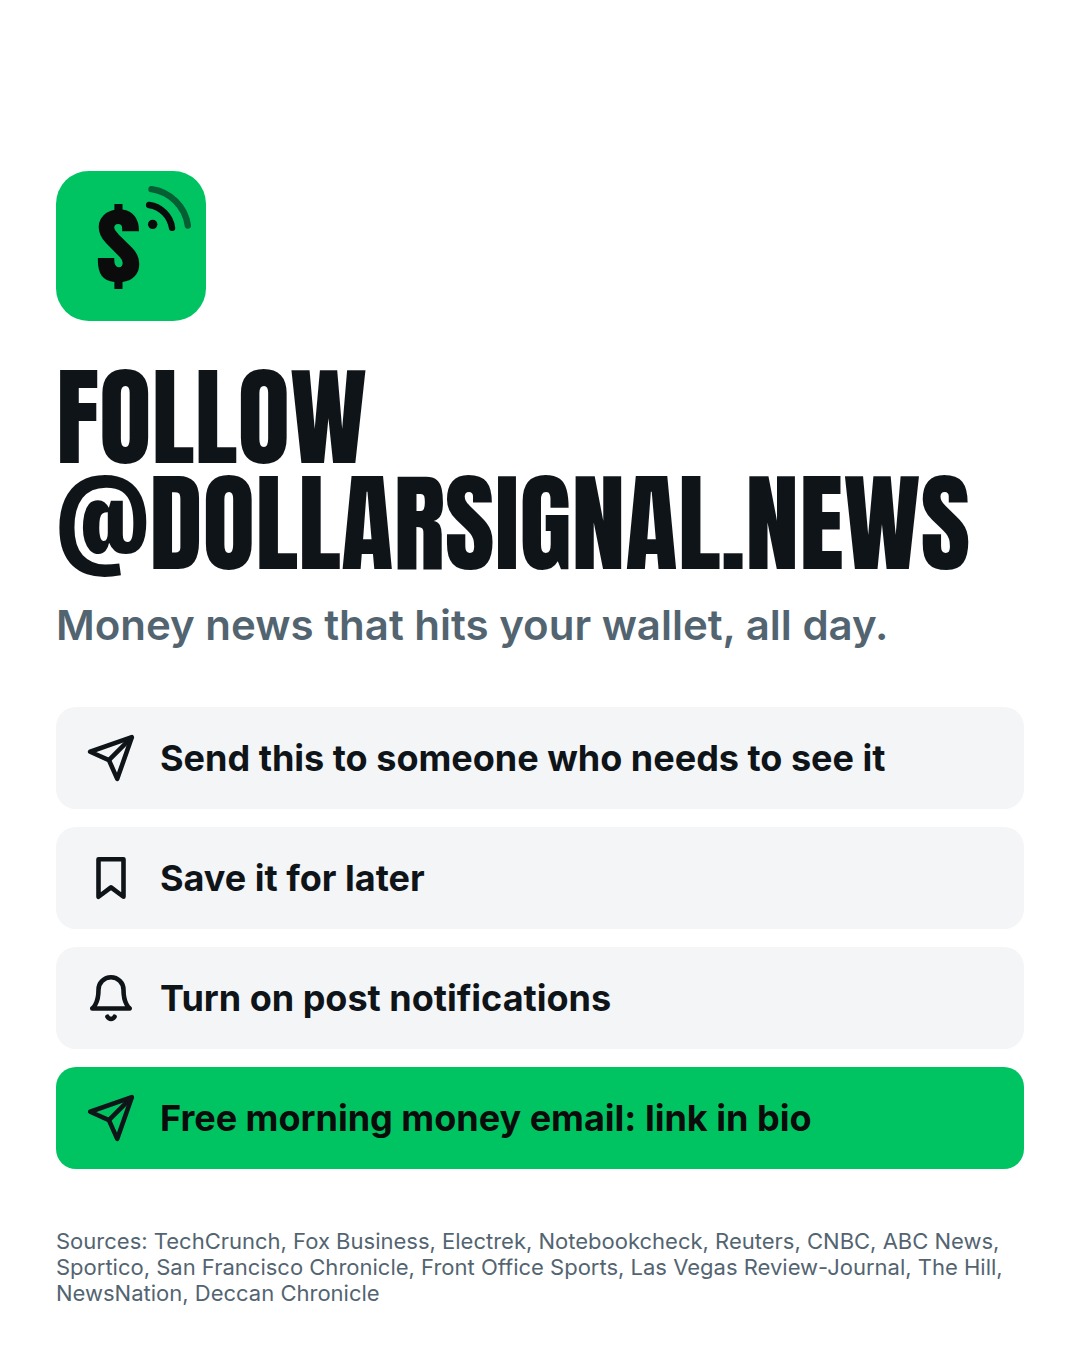 $
FOLLOW
@DOLLARSIGNAL.NEWS
Money news that hits your wallet, all day.
Send this to someone who needs to see it
Save it for later
Turn on post notifications
Free morning money email: link in bio
Sources: TechCrunch, Fox Business, Electrek, Notebookcheck, Reuters, CNBC, ABC News,
Sportico, San Francisco Chronicle, Front Office Sports, Las Vegas Review-Journal, The Hill,
NewsNation, Deccan Chronicle